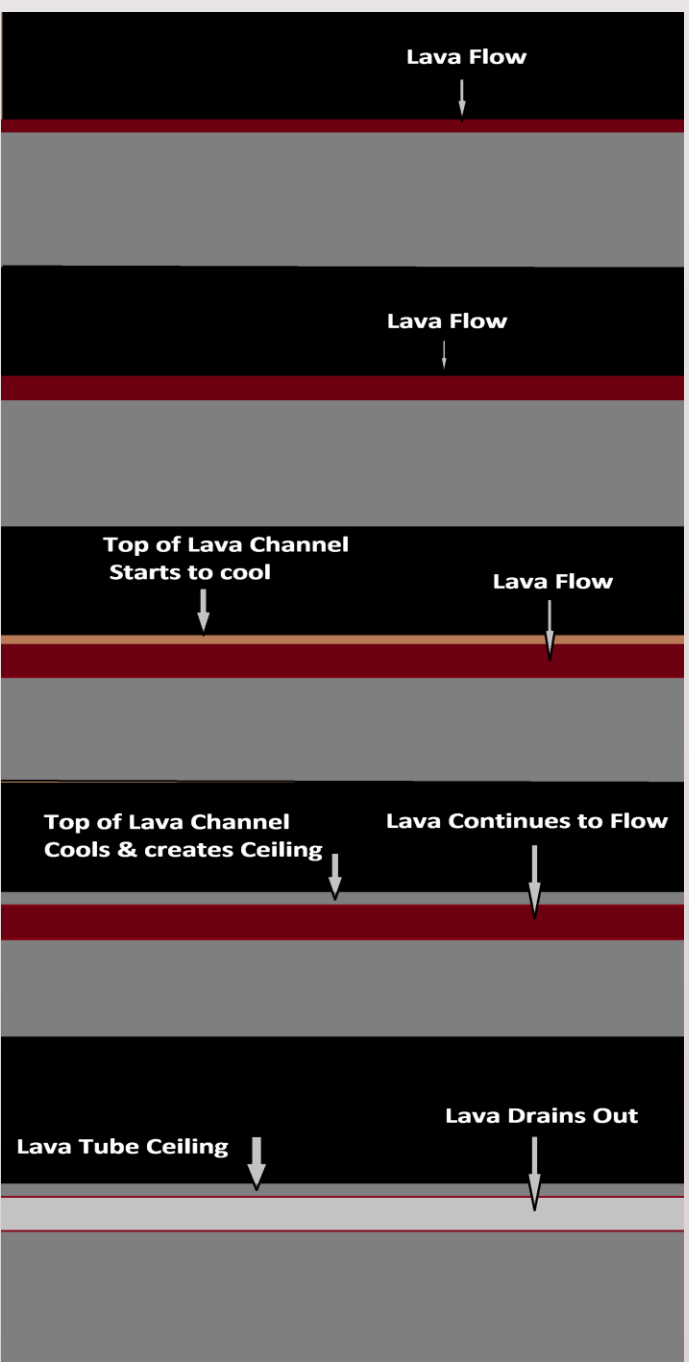 Lava Flow
Lava Flow
Top of Lava Channel
Starts to cool
Lava Flow
Top of Lava Channel
Cools & creates Ceiling
Lava Continues to Flow
Lava Drains Out
Lava Tube Ceiling